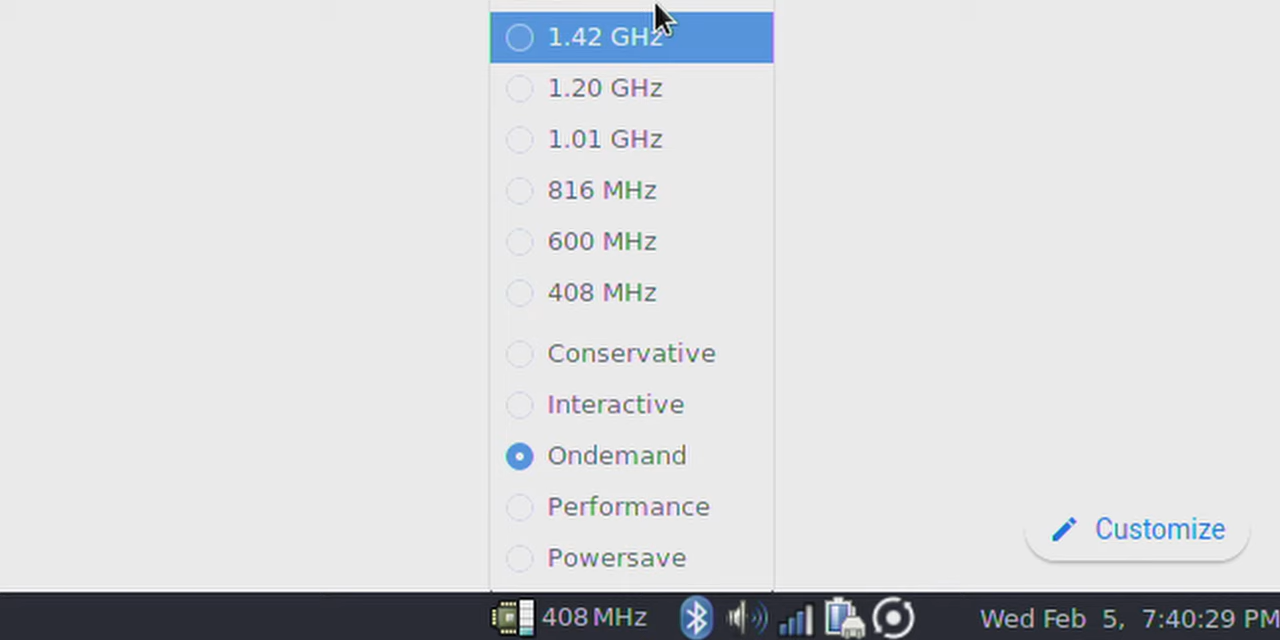 1.42 GHz
1.20 GHz
1.01 GHz
816 MHz
600 MHz
408 MHz
Conservative
Interactive
Ondemand
Performance
Powersave
Customize
408 MHz
Wed Feb 5, 7:40:29 PM